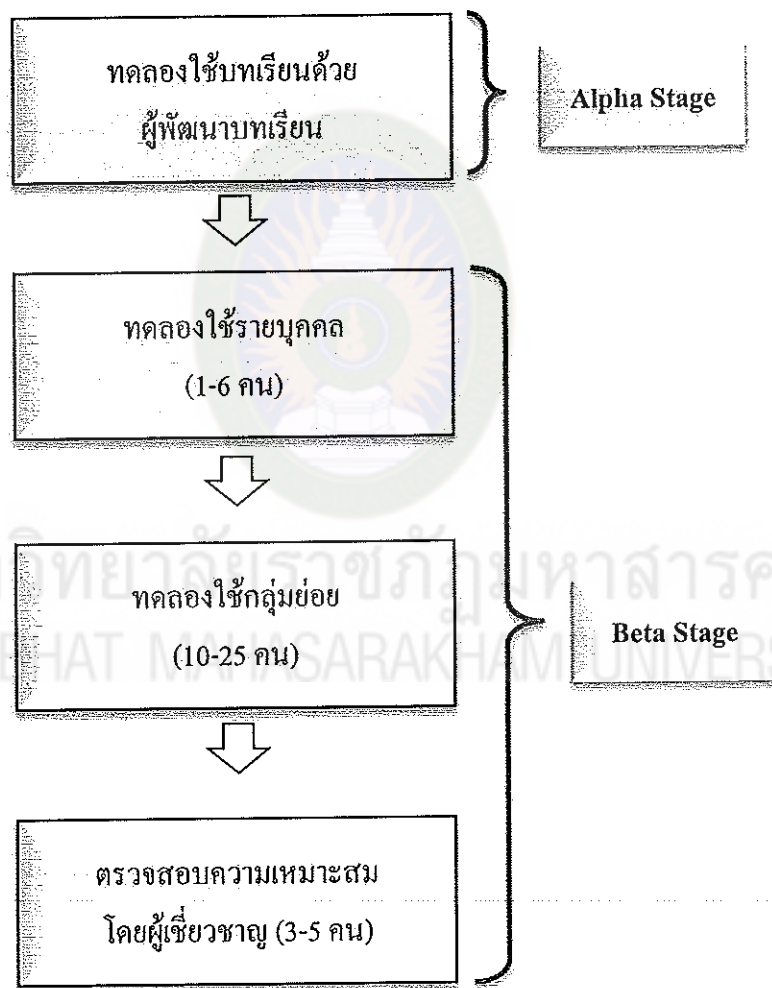 ทดลองใช้บทเรียนด้วย
ผู้พัฒนาบทเรียน
Alpha Stage
ทดลองใช้รายบุคคล
(1-6 คน)
ทดลองใช้กลุ่มย่อย
(10-25 คน)
Beta Stage
ตรวจสอบความเหมาะสม
โดยผู้เชี่ยวชาญ (3-5 คน)